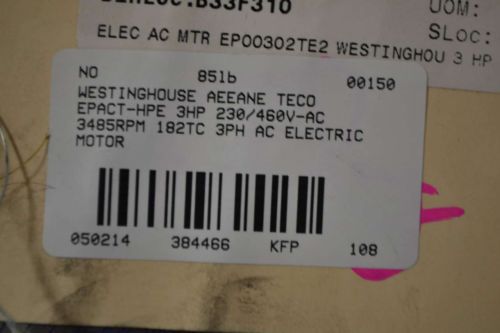 UOM:
SLoc:
ELEC AC MTR EP00302TE2 WESTINGHOU 3 HP
NO 85lb 00150
WESTINGHOUSE AEEANE TECO
EPACT-HPE 3HP 230/460V-AC
3485RPM 182TC 3PH AC ELECTRIC
MOTOR
050214 384466 KFP 108